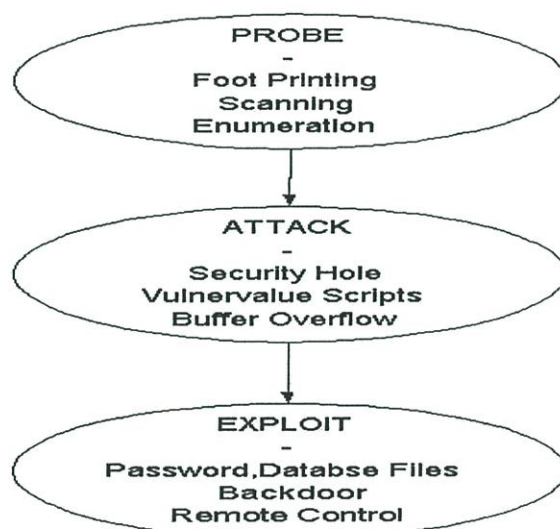 PROBE
-
Foot Printing
Scanning
Enumeration
ATTACK
-
Security Hole
Vulnervalue Scripts
Buffer Overflow
EXPLOIT
-
Password,Databse Files
Backdoor
Remote Control